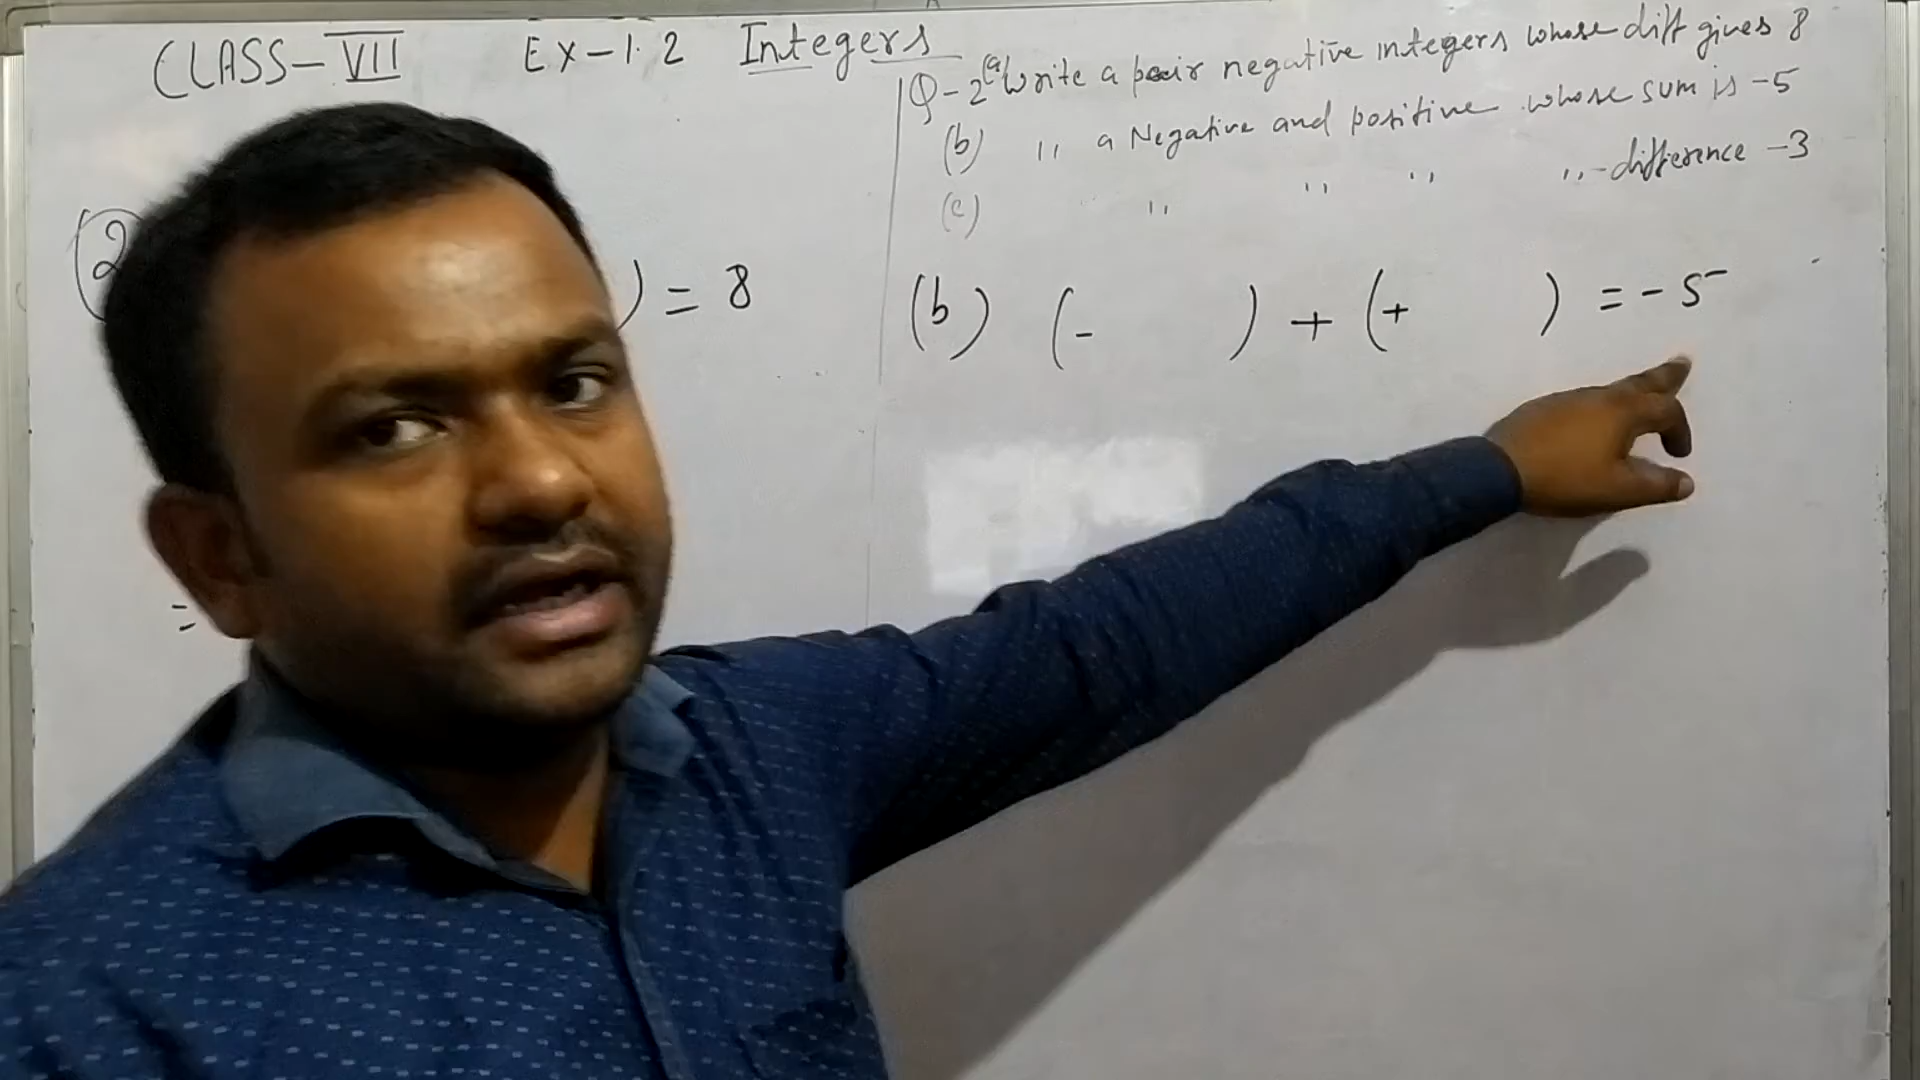 CLASS-VII Ex-1.2 Integers
Q-2 (a) Write a pair negative integers whose diff gives 8
(b) ,, a Negative and positive whose sum is -5
(c) ,, ,, ,, ,, difference -3
(2
) = 8
(b) (- ) + (+ ) = -5
=